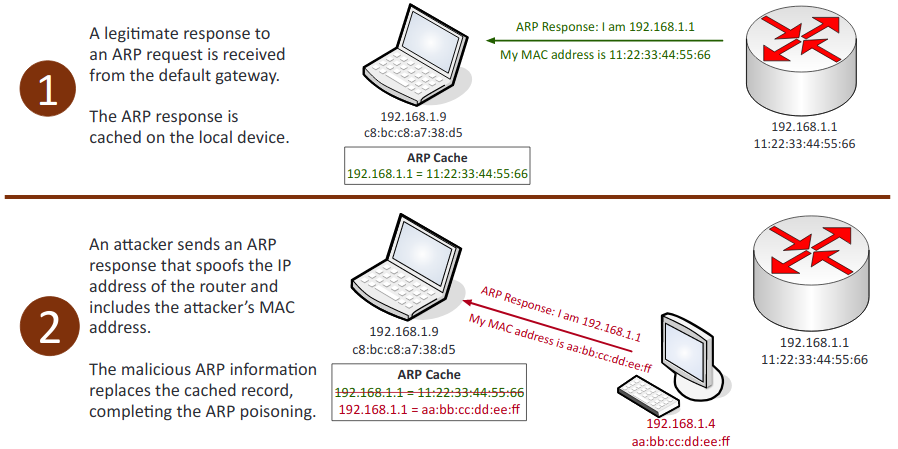 1
A legitimate response to
an ARP request is received
from the default gateway.
The ARP response is
cached on the local device.
ARP Response: I am 192.168.1.1
My MAC address is 11:22:33:44:55:66
192.168.1.9
c8:bc:c8:a7:38:d5
192.168.1.1
11:22:33:44:55:66
ARP Cache
192.168.1.1 = 11:22:33:44:55:66
2
An attacker sends an ARP
response that spoofs the IP
address of the router and
includes the attacker’s MAC
address.
The malicious ARP information
replaces the cached record,
completing the ARP poisoning.
ARP Response: I am 192.168.1.1
My MAC address is aa:bb:cc:dd:ee:ff
192.168.1.9
c8:bc:c8:a7:38:d5
192.168.1.1
11:22:33:44:55:66
ARP Cache
192.168.1.1 = 11:22:33:44:55:66
192.168.1.1 = aa:bb:cc:dd:ee:ff
192.168.1.4
aa:bb:cc:dd:ee:ff